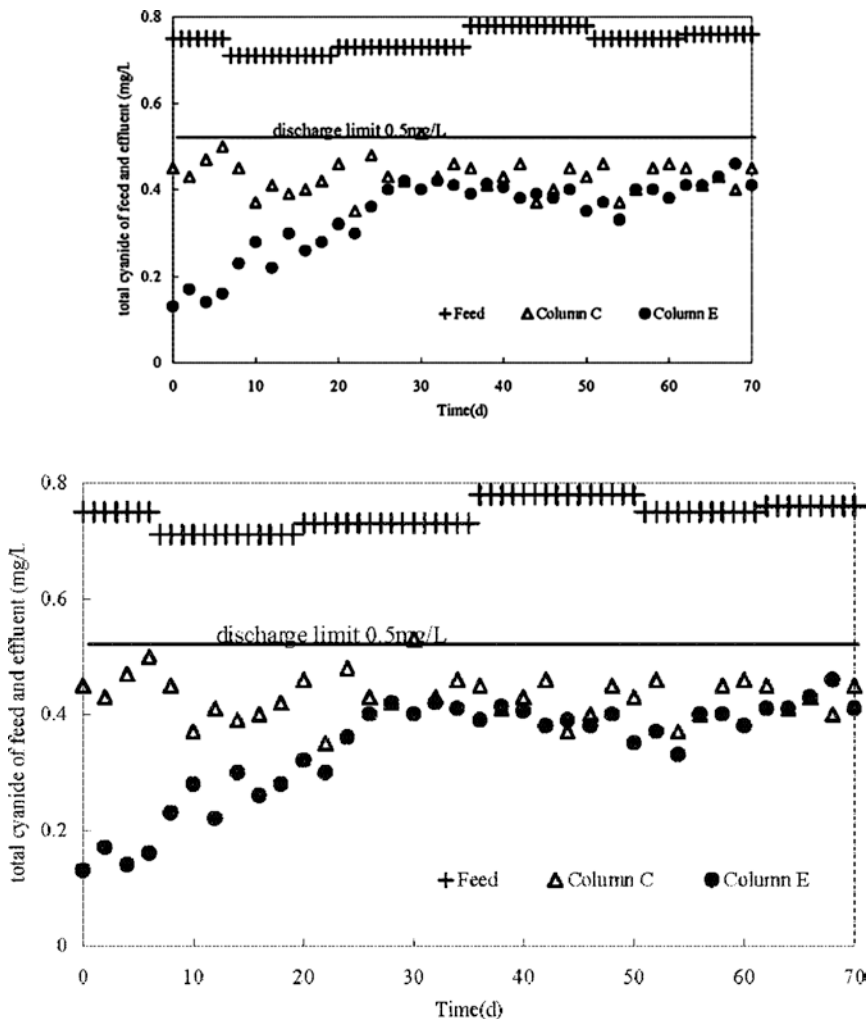 0.8
0.6
discharge limit 0.5mg/L
0.4
0.2
Feed Column C Column E
0
0 10 20 30 40 50 60 70
Time(d)
total cyanide of feed and effluent (mg/L
0.8
0.6
discharge limit 0.5mg/L
0.4
0.2
Feed Column C Column E
0
0 10 20 30 40 50 60 70
Time(d)
total cyanide of feed and effluent (mg/L